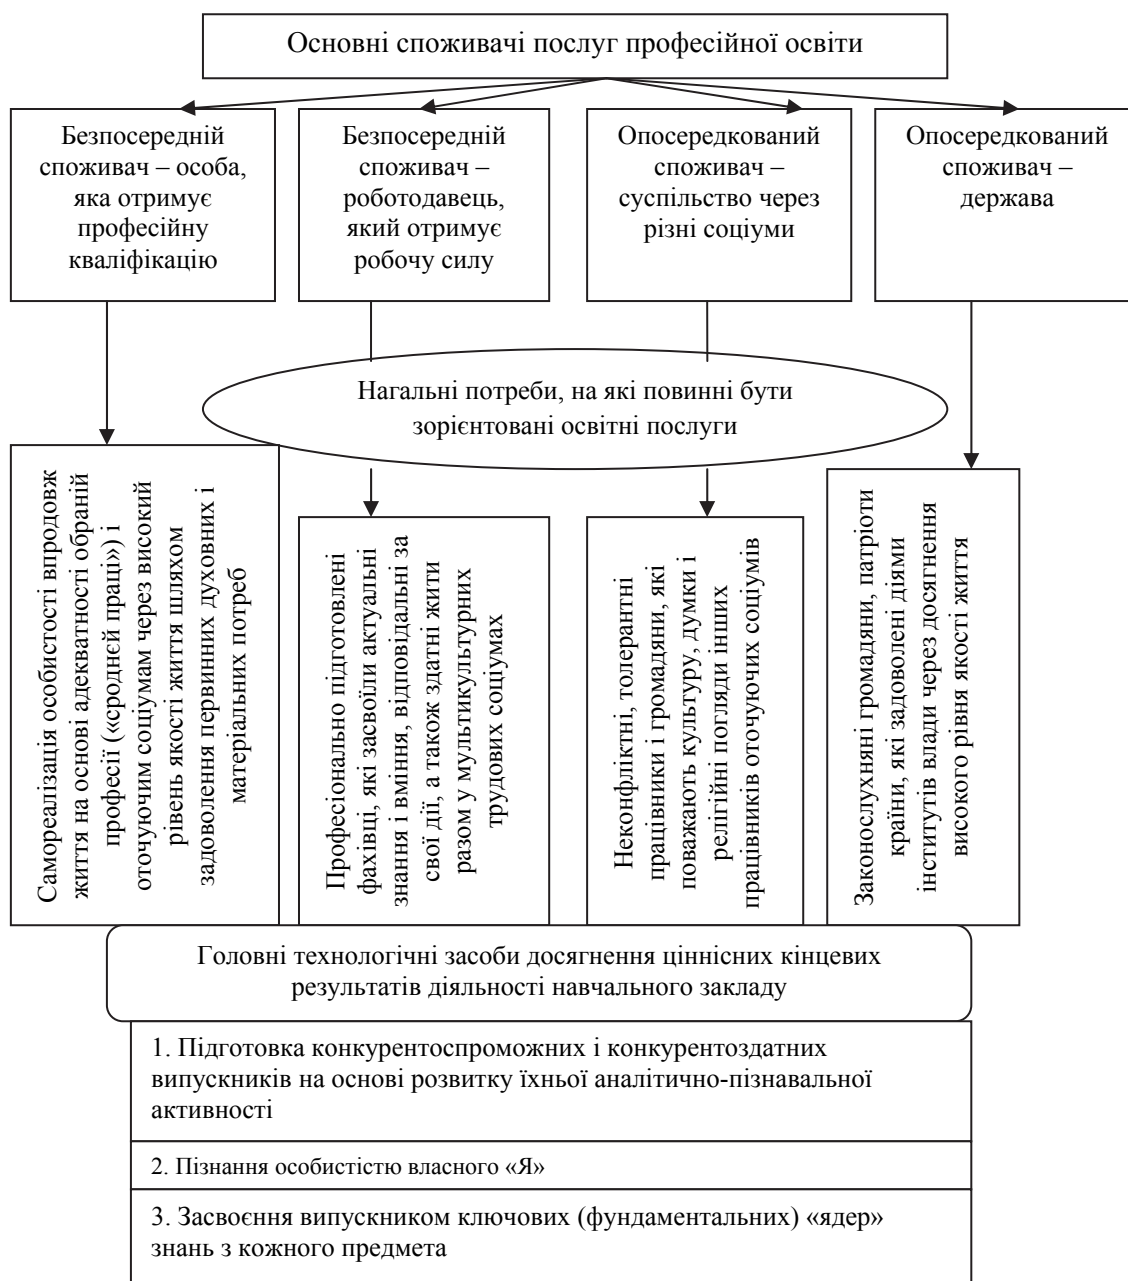 Основні споживачі послуг професійної освіти
Безпосередній
споживач – особа,
яка отримує
професійну
кваліфікацію
Безпосередній
споживач –
роботодавець,
який отримує
робочу силу
Опосередкований
споживач –
суспільство через
різні соціуми
Опосередкований
споживач –
держава
Нагальні потреби, на які повинні бути
зорієнтовані освітні послуги
Самореалізація особистості впродовж
життя на основі адекватності обраній
професії («сроднєй праці») і
оточуючим соціумам через високий
рівень якості життя шляхом
задоволення первинних духовних і
матеріальних потреб
Професіонально підготовлені
фахівці, які засвоїли актуальні
знання і вміння, відповідальні за
свої дії, а також здатні жити
разом у мультикультурних
трудових соціумах
Неконфліктні, толерантні
працівники і громадяни, які
поважають культуру, думки і
релігійні погляди інших
працівників оточуючих соціумів
Законослухняні громадяни, патріоти
країни, які задоволені діями
інститутів влади через досягнення
високого рівня якості життя
Головні технологічні засоби досягнення ціннісних кінцевих
результатів діяльності навчального закладу
1. Підготовка конкурентоспроможних і конкурентоздатних
випускників на основі розвитку їхньої аналітично-пізнавальної
активності
2. Пізнання особистістю власного «Я»
3. Засвоєння випускником ключових (фундаментальних) «ядер»
знань з кожного предмета